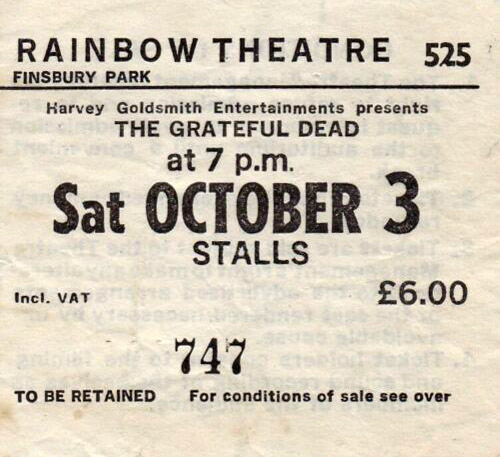 RAINBOW THEATRE 525
FINSBURY PARK
Harvey Goldsmith Entertainments presents
THE GRATEFUL DEAD
at 7 p.m.
Sat OCTOBER 3
STALLS
Incl. VAT £6.00
747
TO BE RETAINED For conditions of sale see over